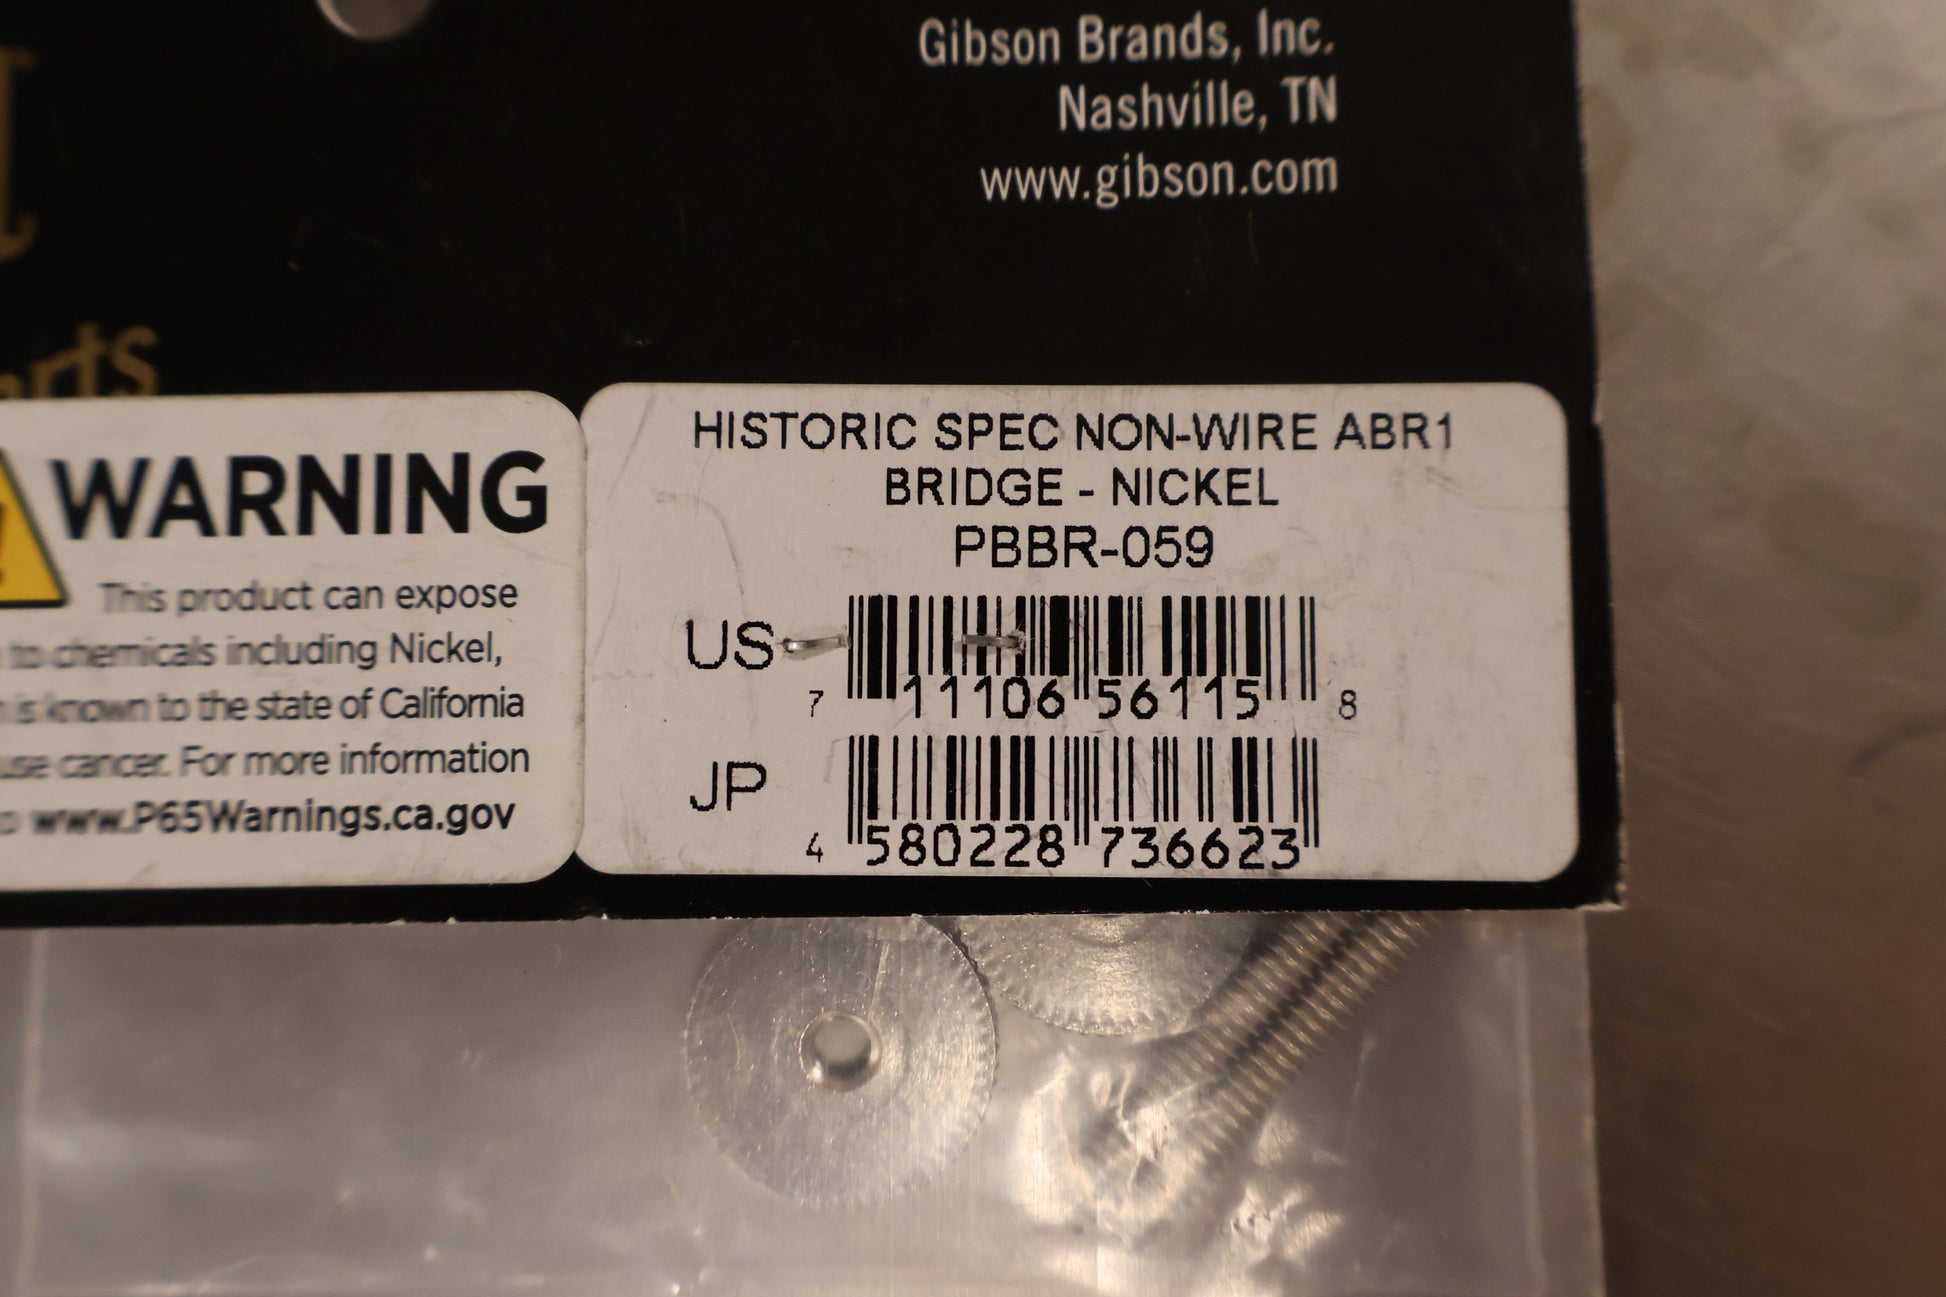 Gibson Brands, Inc.
Nashville, TN
www.gibson.com
WARNING
This product can expose
to chemicals including Nickel,
is known to the state of California
cancer. For more information
www.P65Warnings.ca.gov
HISTORIC SPEC NON-WIRE ABR1
BRIDGE - NICKEL
PBBR-059
US
7 11106 56115 8
JP
4 580228 736623